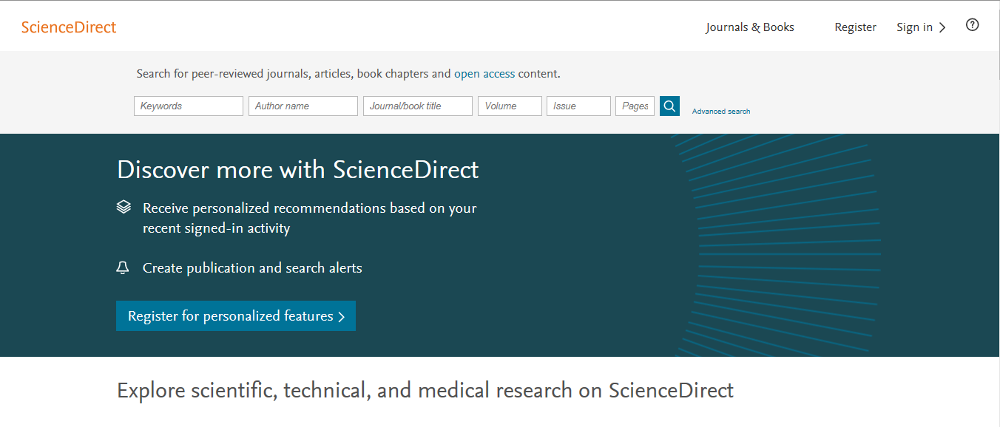 ScienceDirect
Journals & Books
Register
Sign in
?
Search for peer-reviewed journals, articles, book chapters and open access content.
Keywords
Author name
Journal/book title
Volume
Issue
Pages
Advanced search
Discover more with ScienceDirect
Receive personalized recommendations based on your
recent signed-in activity
Create publication and search alerts
Register for personalized features
Explore scientific, technical, and medical research on ScienceDirect